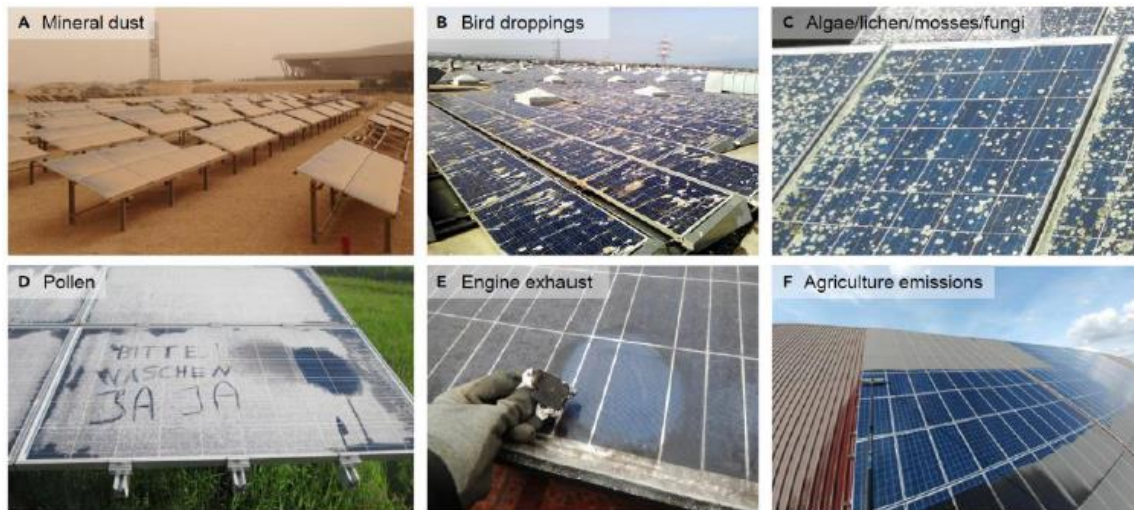 A Mineral dust
B Bird droppings
C Algae/lichen/mosses/fungi
D Pollen
E Engine exhaust
F Agriculture emissions
BITTE
WASCHEN
JA JA